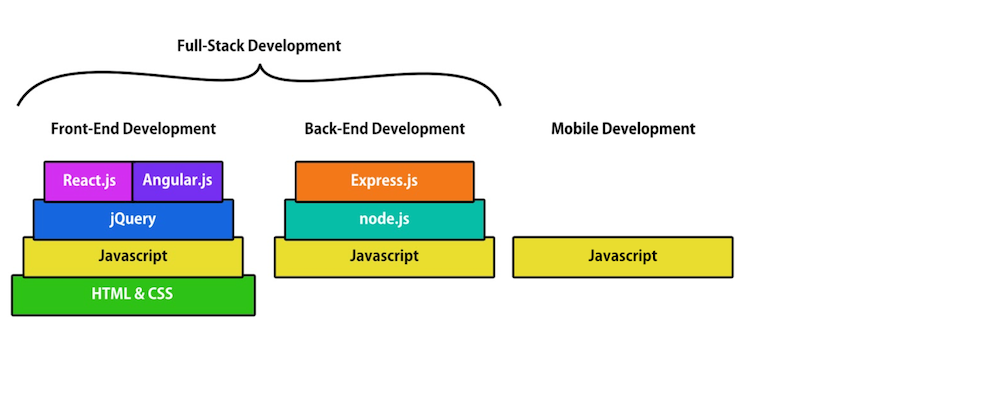 Full-Stack Development
Front-End Development
Back-End Development
Mobile Development
React.js
Angular.js
Express.js
jQuery
node.js
Javascript
Javascript
Javascript
HTML & CSS